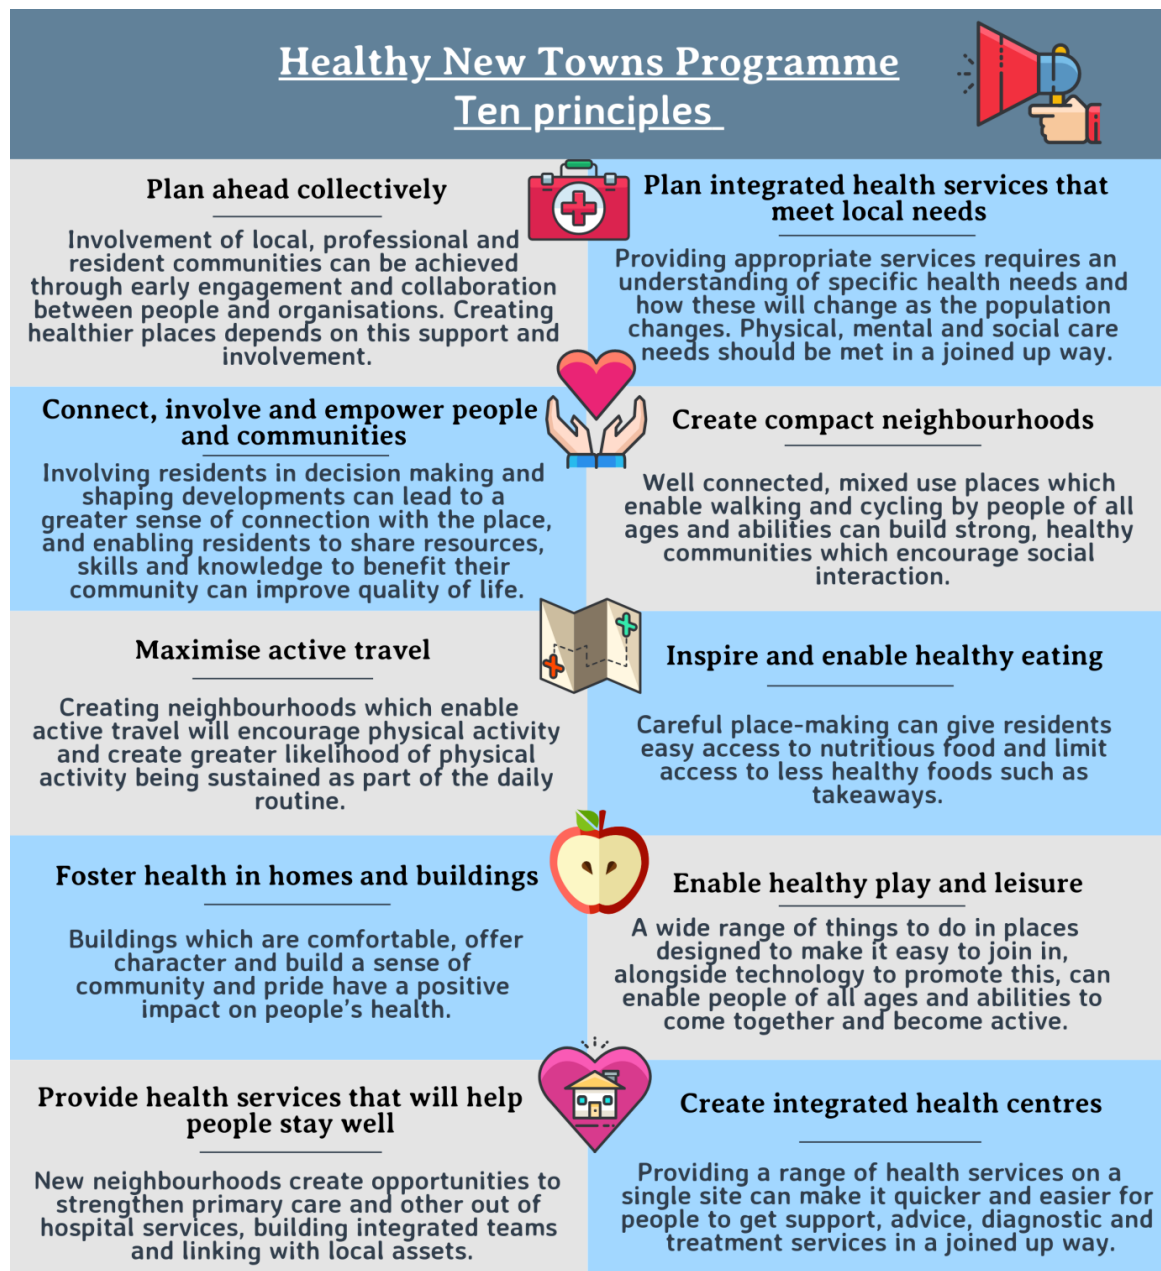 Healthy New Towns Programme
Ten principles
Plan ahead collectively
Involvement of local, professional and
resident communities can be achieved
through early engagement and collaboration
between people and organisations. Creating
healthier places depends on this support and
involvement.
Plan integrated health services that
meet local needs
Providing appropriate services requires an
understanding of specific health needs and
how these will change as the population
changes. Physical, mental and social care
needs should be met in a joined up way.
Connect, involve and empower people
and communities
Involving residents in decision making and
shaping developments can lead to a
greater sense of connection with the place,
and enabling residents to share resources,
skills and knowledge to benefit their
community can improve quality of life.
Create compact neighbourhoods
Well connected, mixed use places which
enable walking and cycling by people of all
ages and abilities can build strong, healthy
communities which encourage social
interaction.
Maximise active travel
Creating neighbourhoods which enable
active travel will encourage physical activity
and create greater likelihood of physical
activity being sustained as part of the daily
routine.
Inspire and enable healthy eating
Careful place-making can give residents
easy access to nutritious food and limit
access to less healthy foods such as
takeaways.
Foster health in homes and buildings
Buildings which are comfortable, offer
character and build a sense of
community and pride have a positive
impact on people's health.
Enable healthy play and leisure
A wide range of things to do in places
designed to make it easy to join in,
alongside technology to promote this, can
enable people of all ages and abilities to
come together and become active.
Provide health services that will help
people stay well
New neighbourhoods create opportunities to
strengthen primary care and other out of
hospital services, building integrated teams
and linking with local assets.
Create integrated health centres
Providing a range of health services on a
single site can make it quicker and easier for
people to get support, advice, diagnostic and
treatment services in a joined up way.